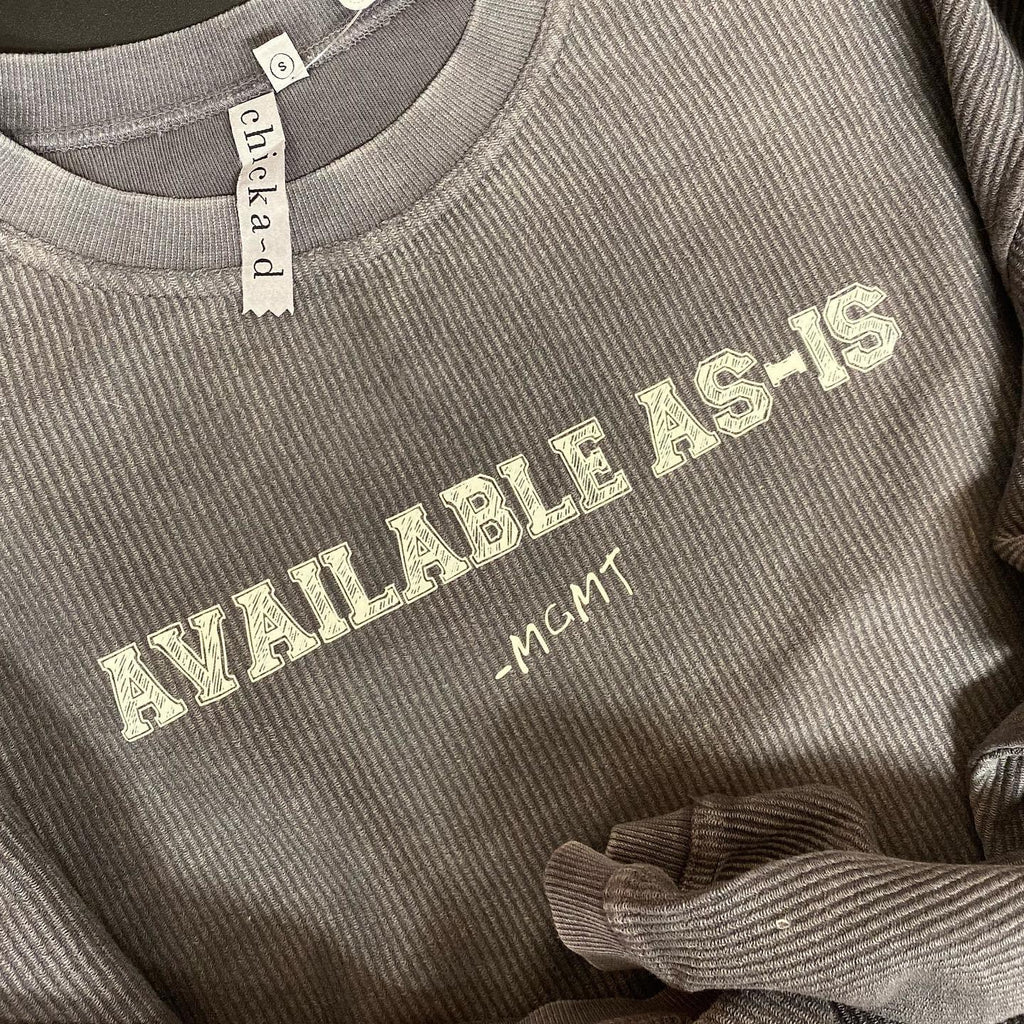 S
chicka-d
AVAILABLE AS-IS
-MGMT